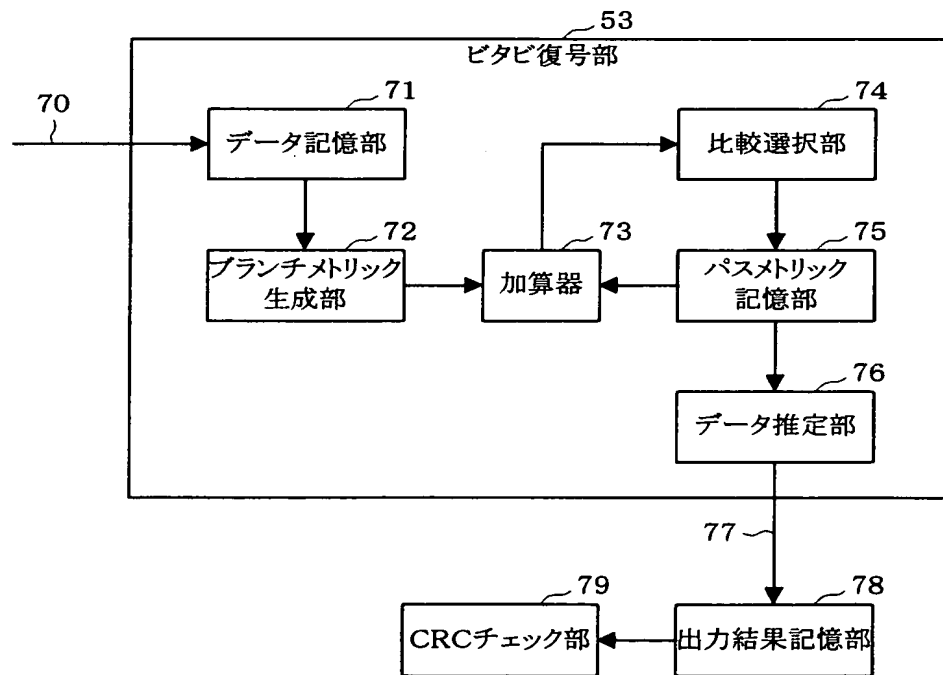 53
ビタビ復号部
70
71
データ記憶部
74
比較選択部
72
ブランチメトリック
生成部
73
加算器
75
パスメトリック
記憶部
76
データ推定部
77
79
CRCチェック部
78
出力結果記憶部